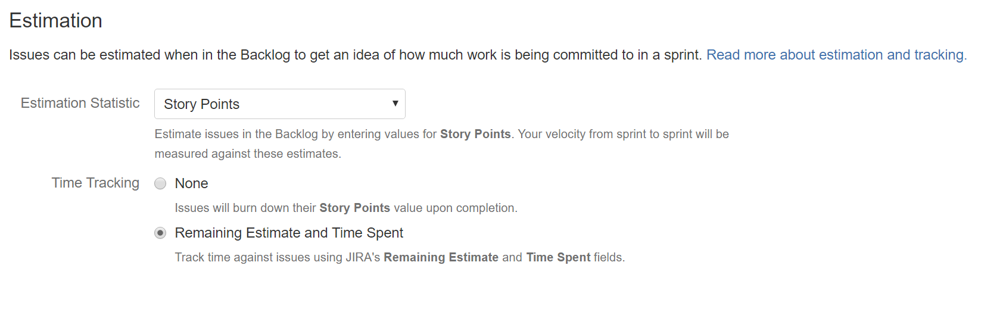 Estimation
Issues can be estimated when in the Backlog to get an idea of how much work is being committed to in a sprint. Read more about estimation and tracking.
Estimation Statistic
Story Points
Estimate issues in the Backlog by entering values for Story Points. Your velocity from sprint to sprint will be
measured against these estimates.
Time Tracking
None
Issues will burn down their Story Points value upon completion.
Remaining Estimate and Time Spent
Track time against issues using JIRA's Remaining Estimate and Time Spent fields.